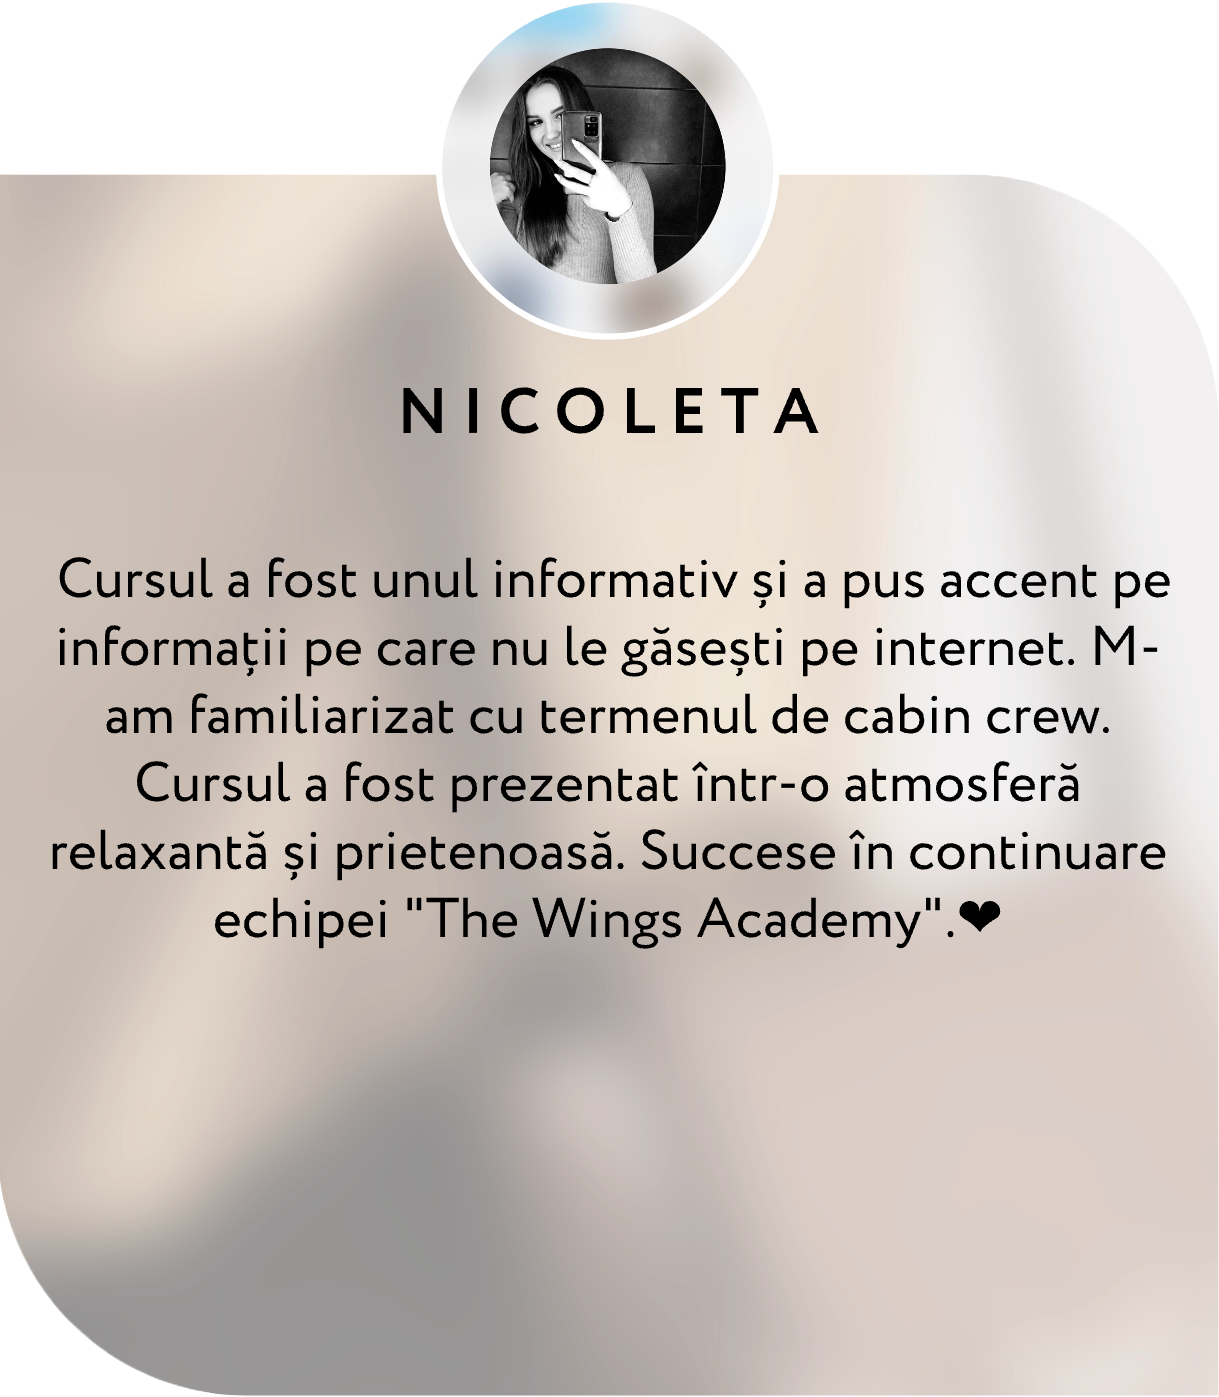 NICOLETA
Cursul a fost unul informativ și a pus accent pe
informații pe care nu le găsești pe internet. M-
am familiarizat cu termenul de cabin crew.
Cursul a fost prezentat într-o atmosferă
relaxantă și prietenoasă. Succese în continuare
echipei "The Wings Academy".❤